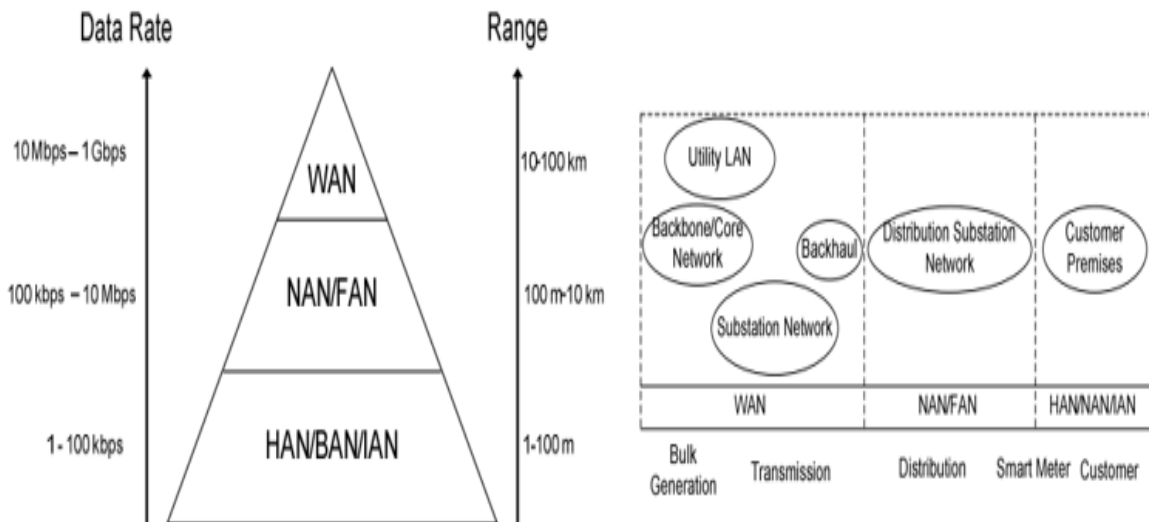 Data Rate
Range
10 Mbps – 1 Gbps
WAN
10-100 km
100 kbps – 10 Mbps
NAN/FAN
100 m-10 km
1 - 100 kbps
HAN/BAN/IAN
1-100 m
Utility LAN
Backbone/Core
Network
Backhaul
Distribution Substation
Network
Customer
Premises
Substation Network
WAN
NAN/FAN
HAN/NAN/IAN
Bulk
Generation
Transmission
Distribution
Smart Meter
Customer